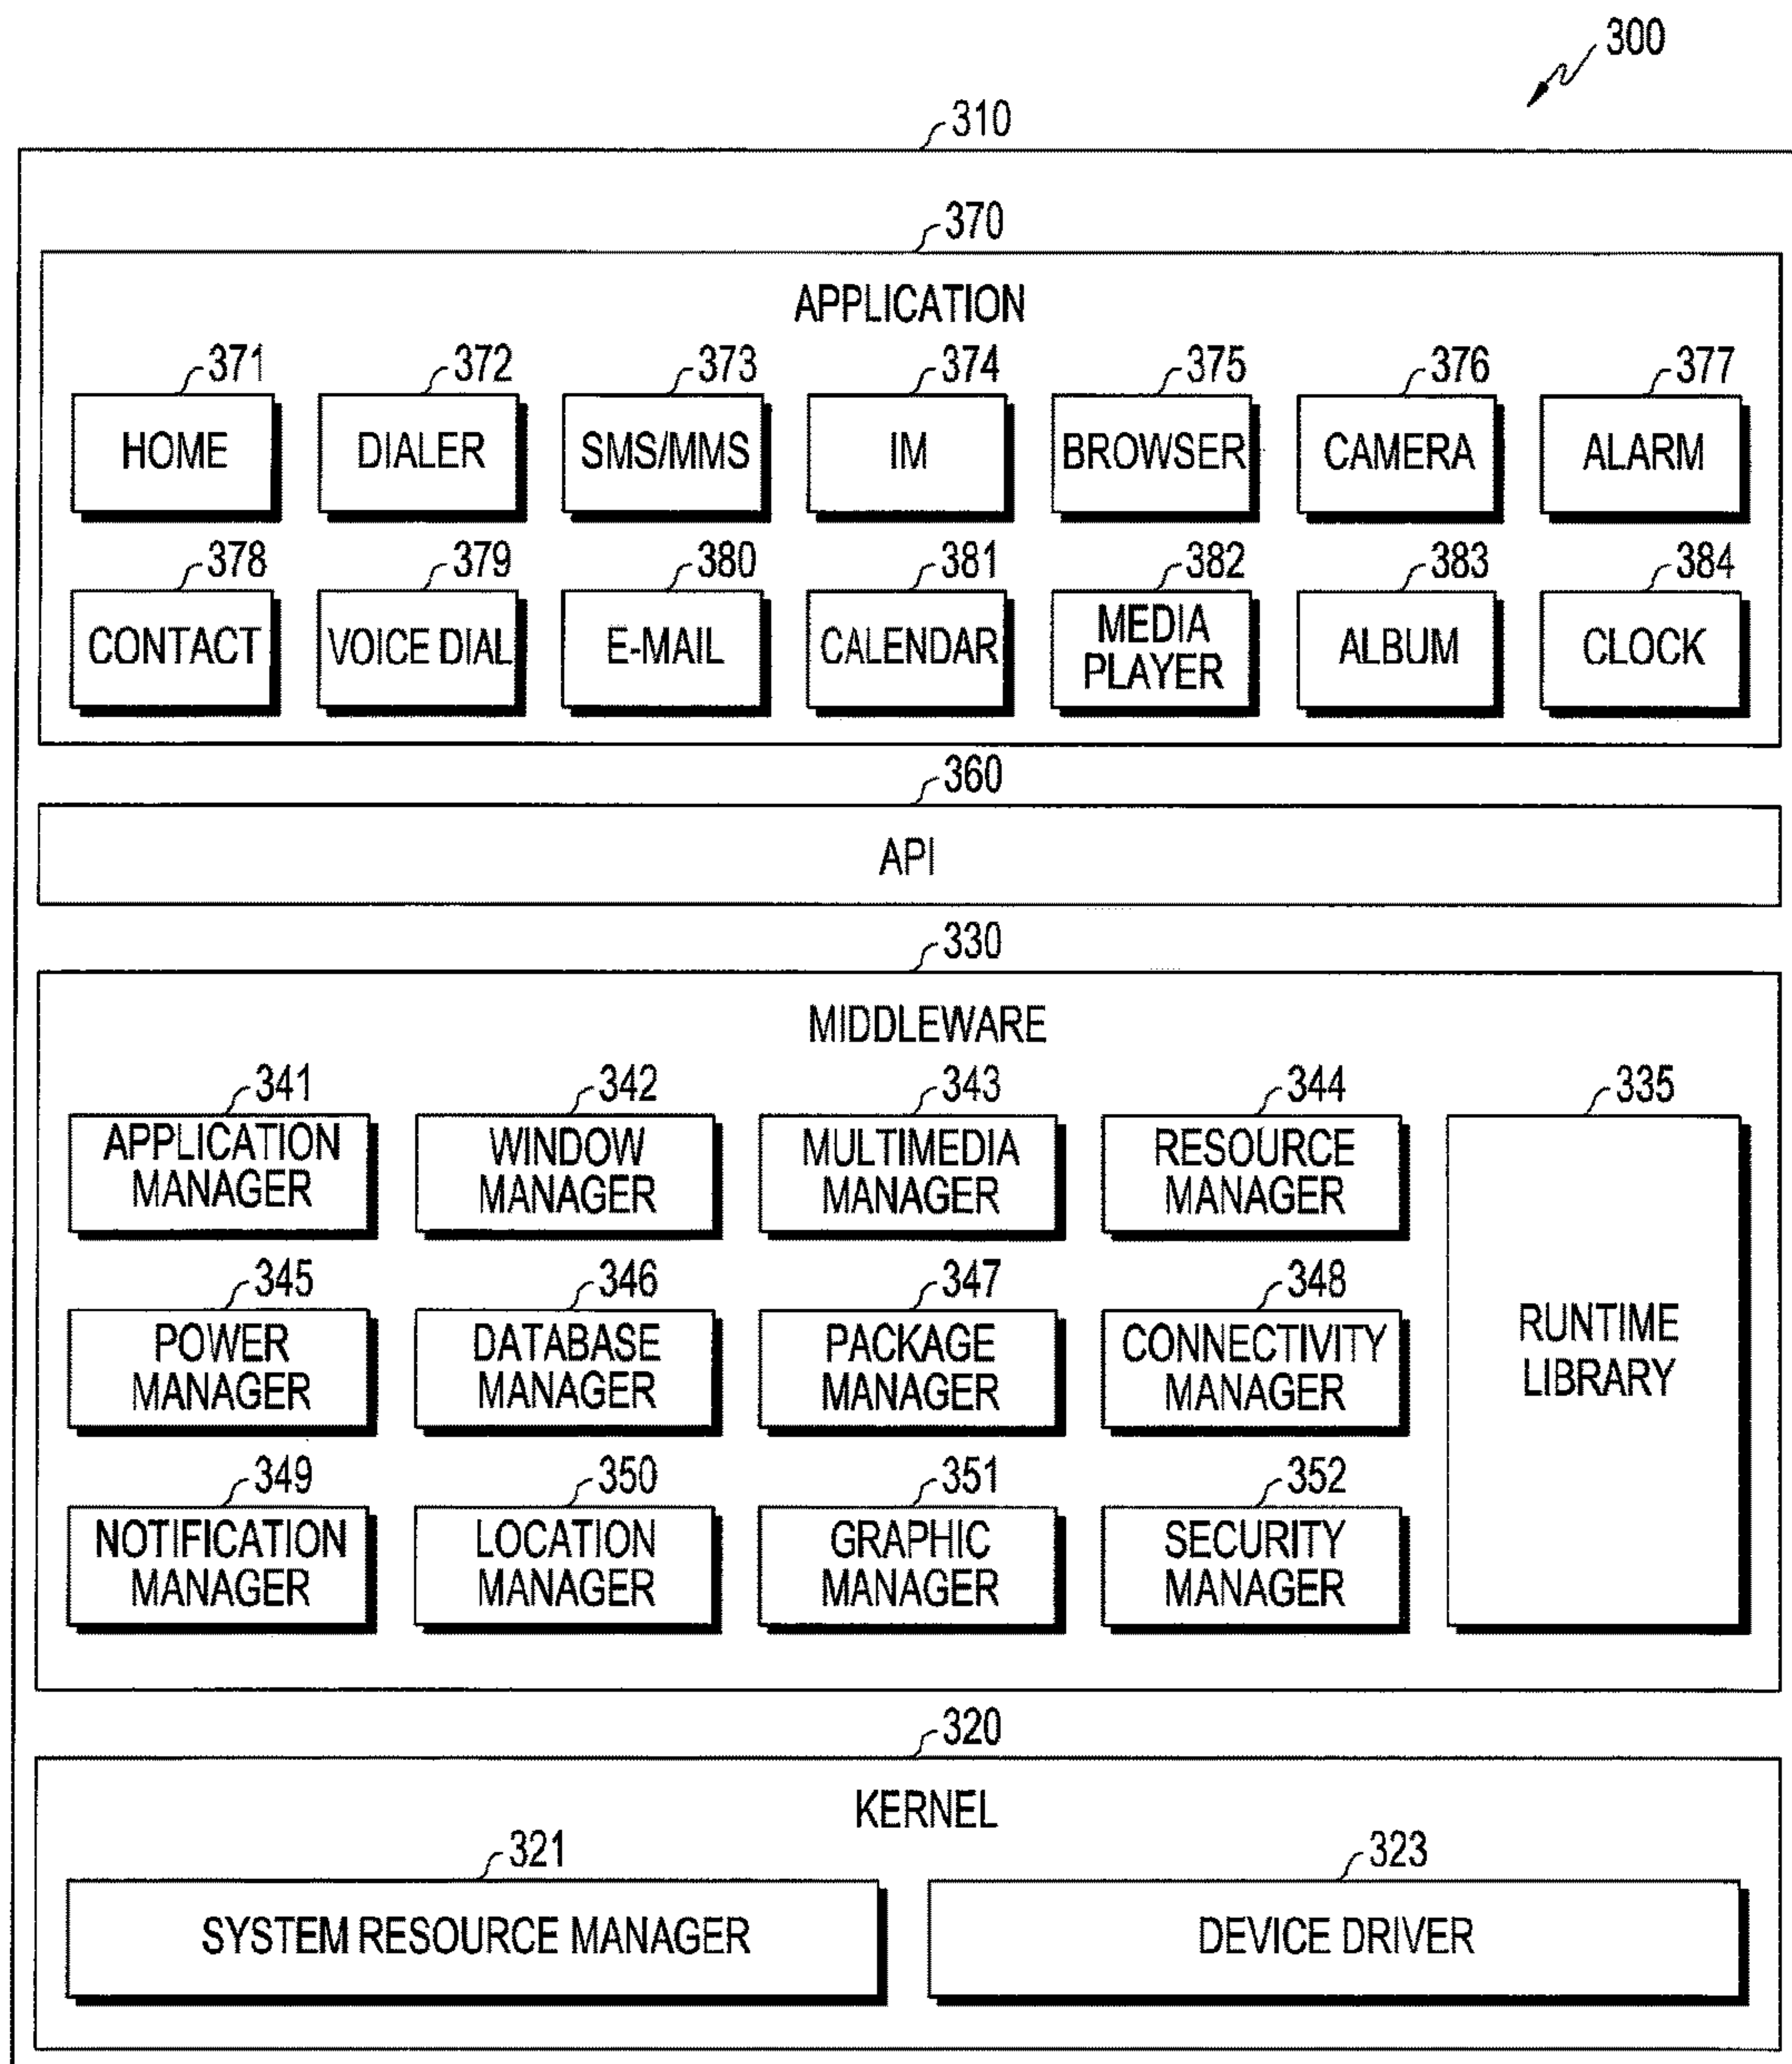 300
310
370
APPLICATION
371 372 373 374 375 376 377
HOME DIALER SMS/MMS IM BROWSER CAMERA ALARM
378 379 380 381 382 383 384
CONTACT VOICE DIAL E-MAIL CALENDAR MEDIA PLAYER ALBUM CLOCK
360
API
330
MIDDLEWARE
341 342 343 344 335
APPLICATION MANAGER WINDOW MANAGER MULTIMEDIA MANAGER RESOURCE MANAGER
345 346 347 348
POWER MANAGER DATABASE MANAGER PACKAGE MANAGER CONNECTIVITY MANAGER RUNTIME LIBRARY
349 350 351 352
NOTIFICATION MANAGER LOCATION MANAGER GRAPHIC MANAGER SECURITY MANAGER
320
KERNEL
321 323
SYSTEM RESOURCE MANAGER DEVICE DRIVER